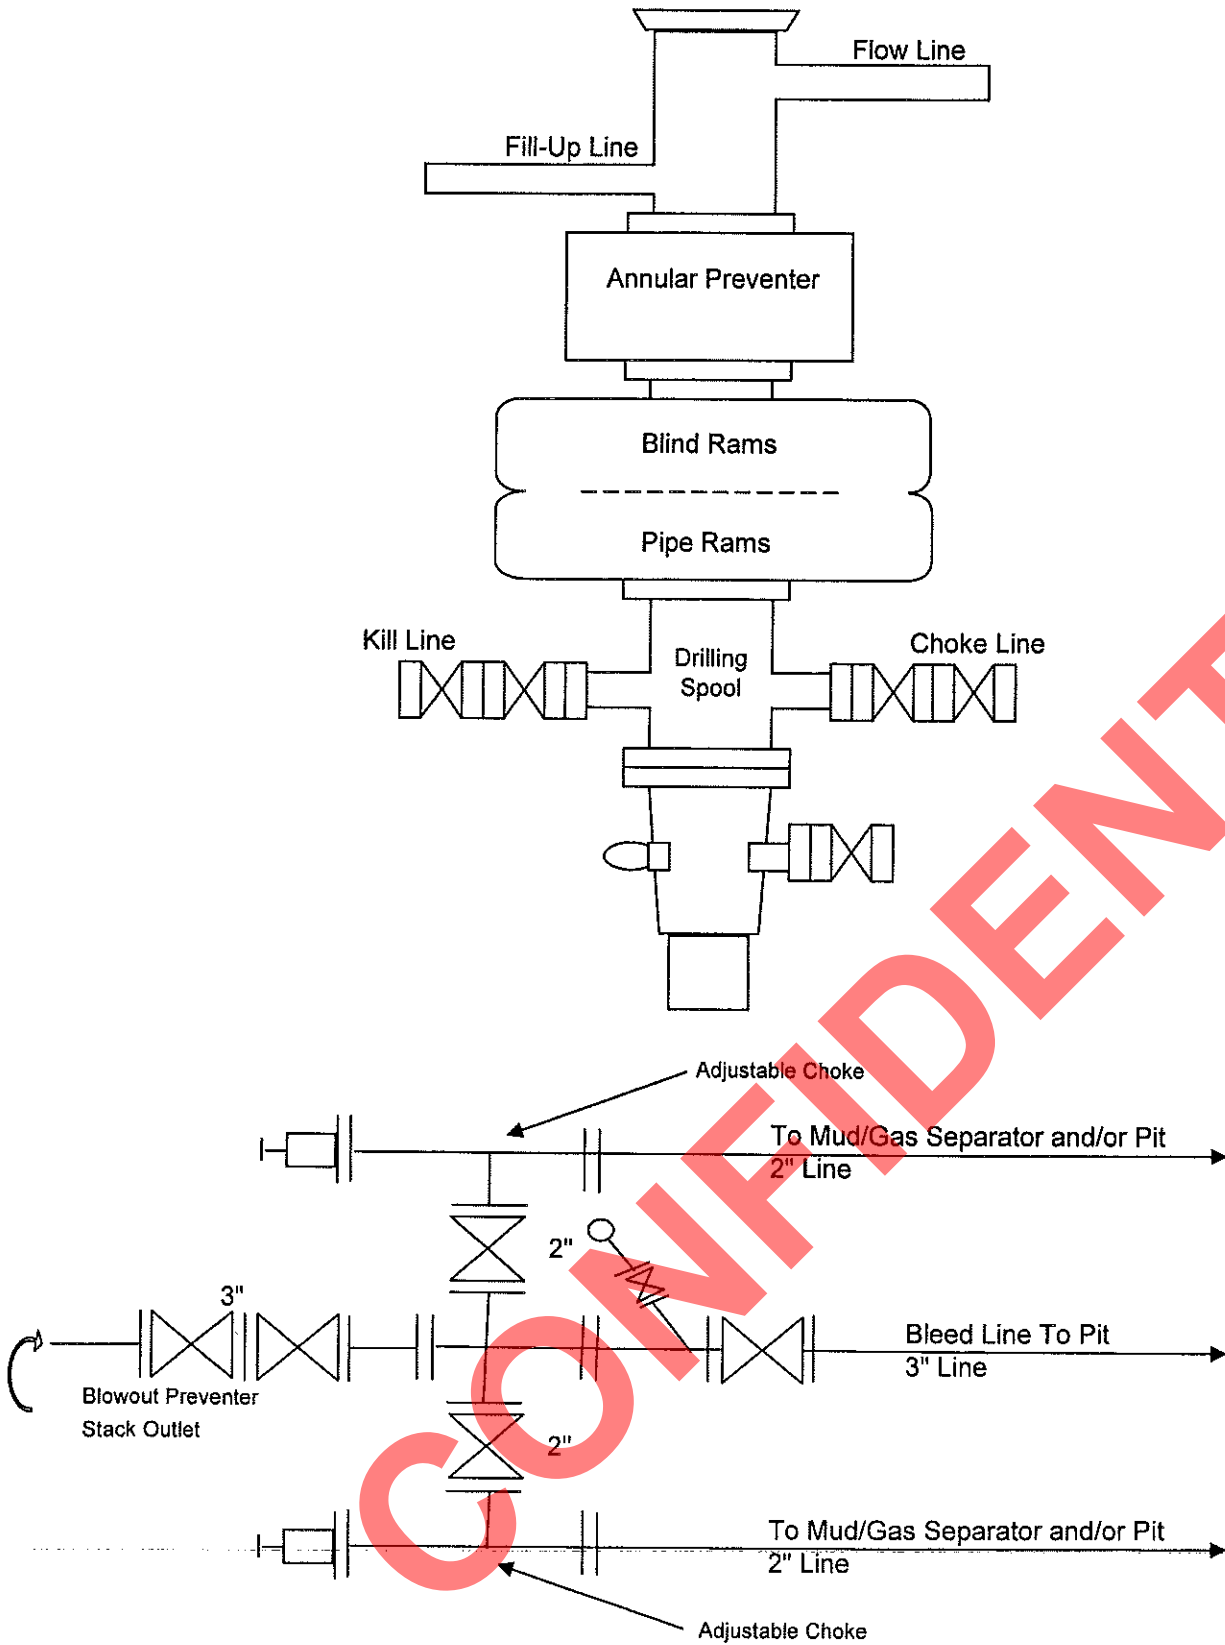 Flow Line
Fill-Up Line
Annular Preventer
Blind Rams
Pipe Rams
Kill Line
Choke Line
Drilling
Spool
Adjustable Choke
To Mud/Gas Separator and/or Pit
2" Line
2"
3"
Bleed Line To Pit
3" Line
Blowout Preventer
Stack Outlet
2"
To Mud/Gas Separator and/or Pit
2" Line
Adjustable Choke
CONFIDENT